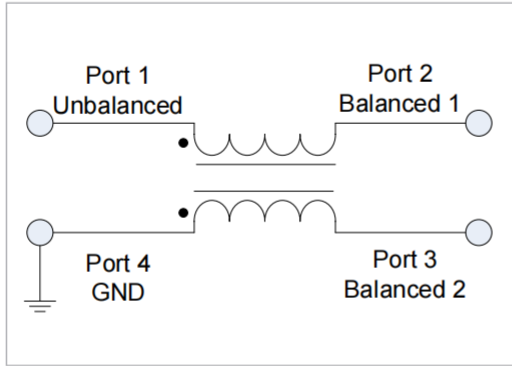 Port 1
Unbalanced
Port 2
Balanced 1
Port 4
GND
Port 3
Balanced 2